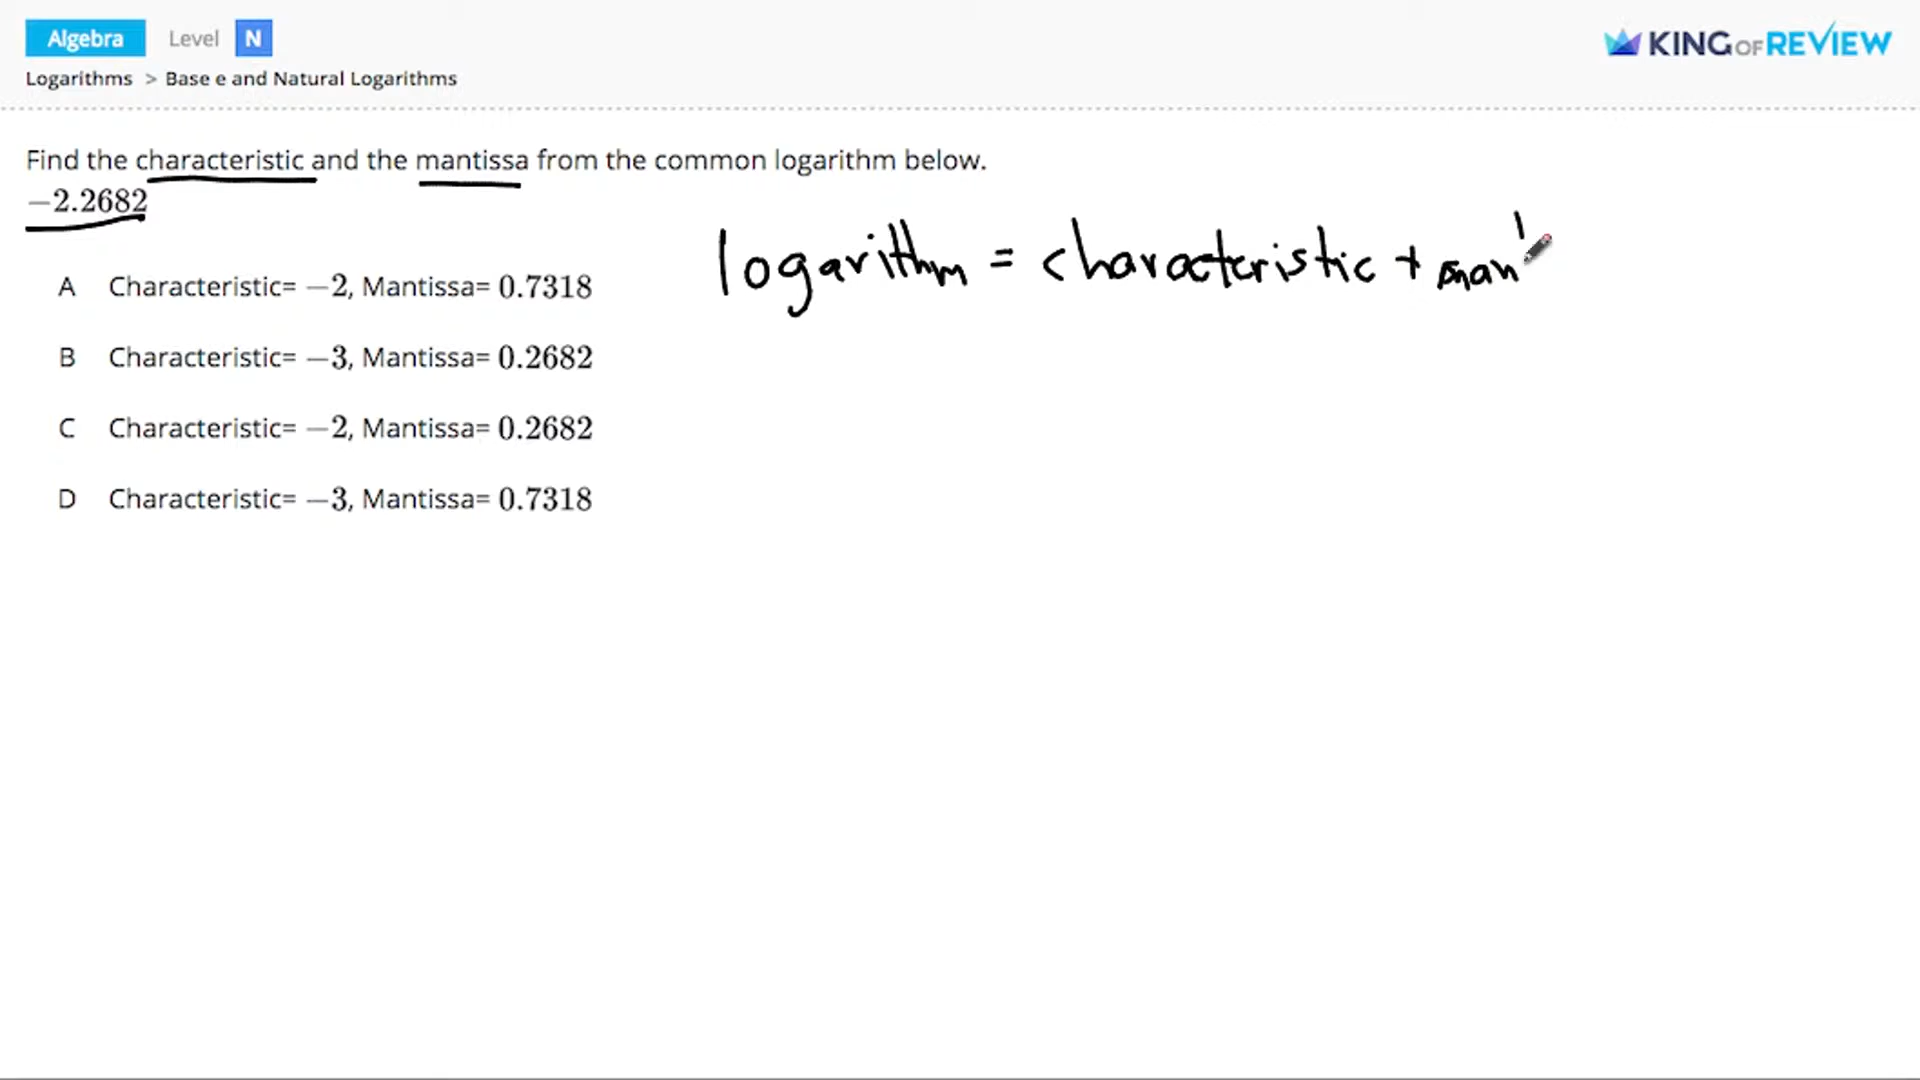 Algebra Level N
KINGOFREVIEW
Logarithms > Base e and Natural Logarithms
Find the characteristic and the mantissa from the common logarithm below.
−2.2682
logarithm = characteristic + man
A Characteristic= −2, Mantissa= 0.7318
B Characteristic= −3, Mantissa= 0.2682
C Characteristic= −2, Mantissa= 0.2682
D Characteristic= −3, Mantissa= 0.7318